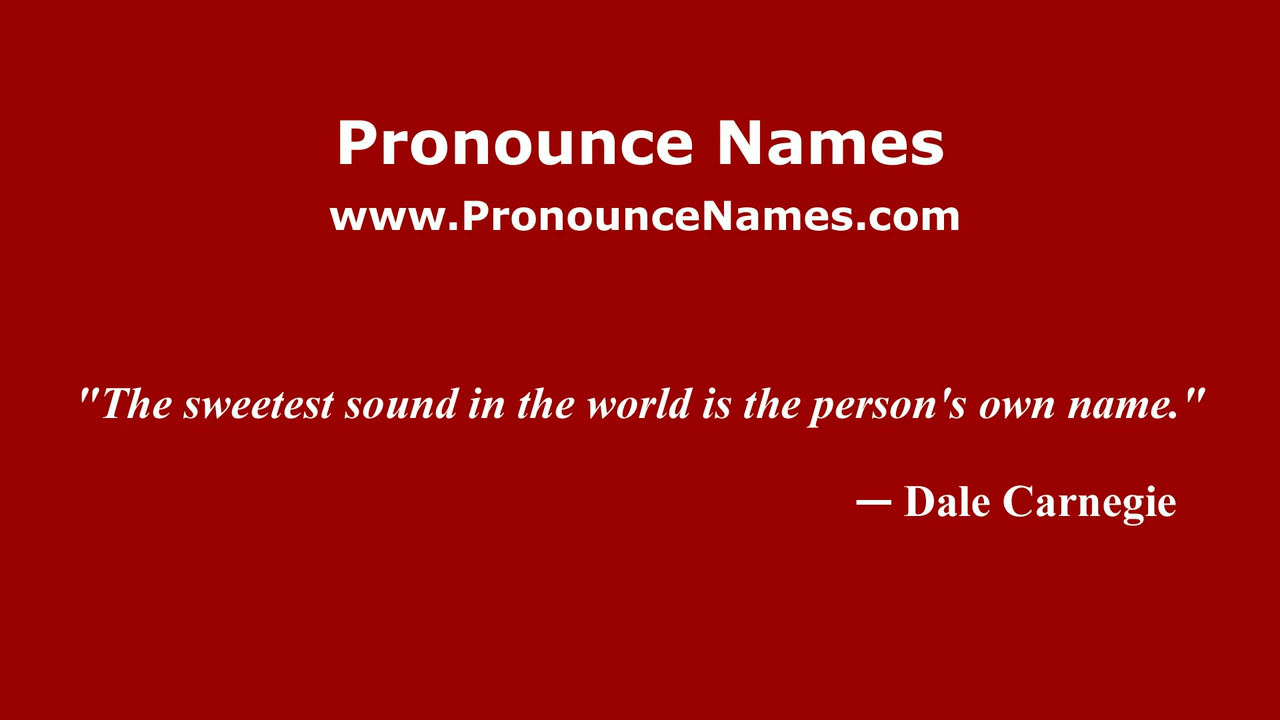 Pronounce Names
www.PronounceNames.com
"The sweetest sound in the world is the person's own name."
— Dale Carnegie